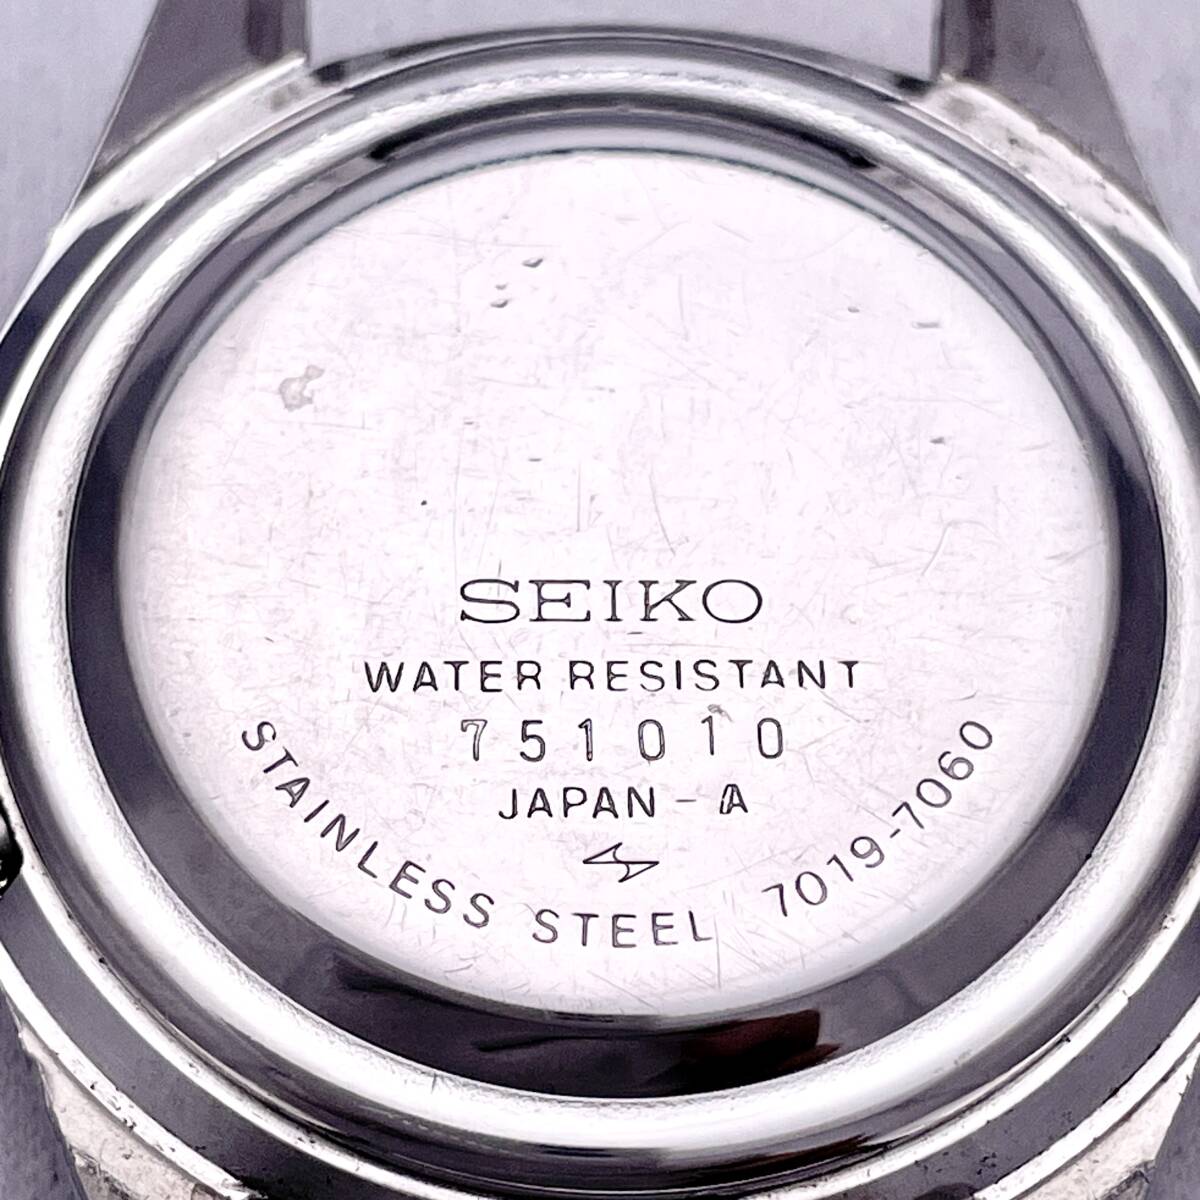 SEIKO
WATER RESISTANT
751010
JAPAN - A
STAINLESS STEEL 7019-7060